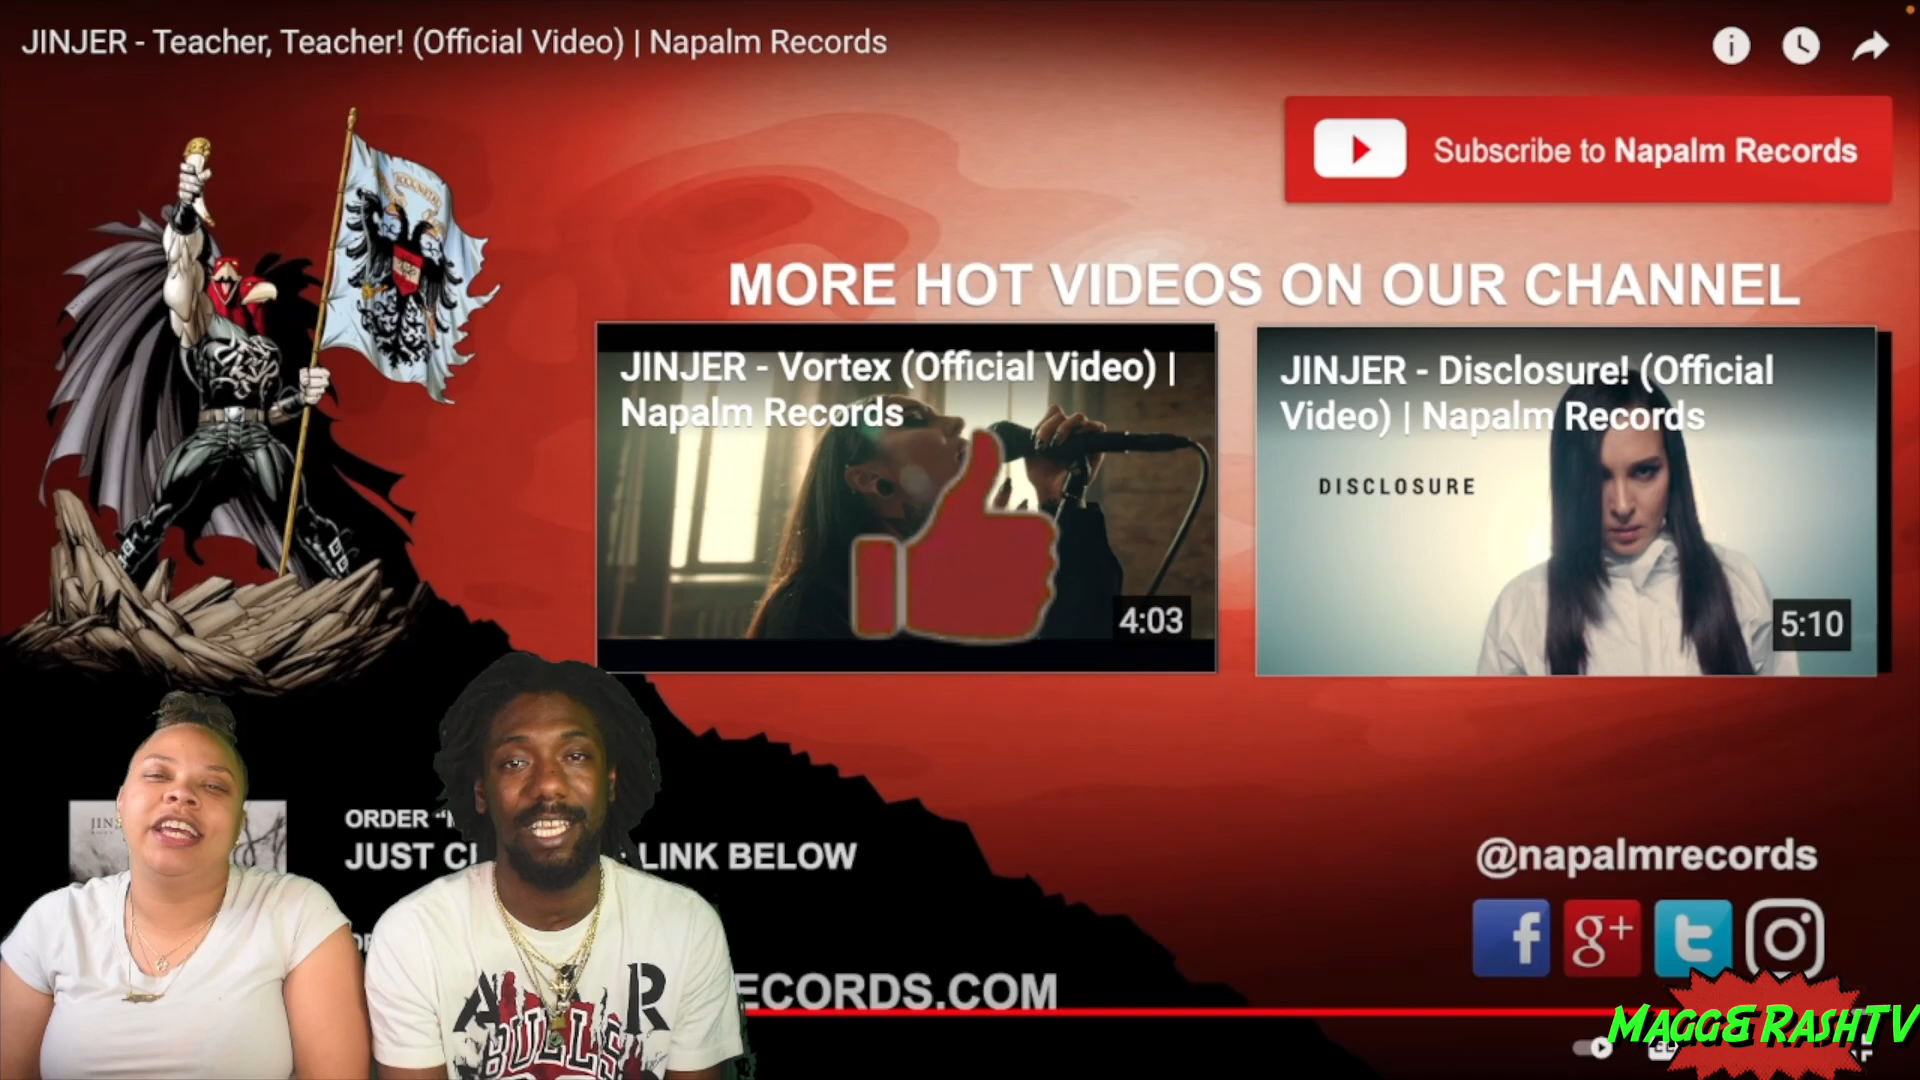 JINJER - Teacher, Teacher! (Official Video) | Napalm Records
Subscribe to Napalm Records
MORE HOT VIDEOS ON OUR CHANNEL
JINJER - Vortex (Official Video) |
Napalm Records
4:03
JINJER - Disclosure! (Official
Video) | Napalm Records
DISCLOSURE
5:10
JIN
ORDER
JUST LINK BELOW
@napalmrecords
f g+ t
ECORDS.COM
BULLS
MAGG& RASHTV